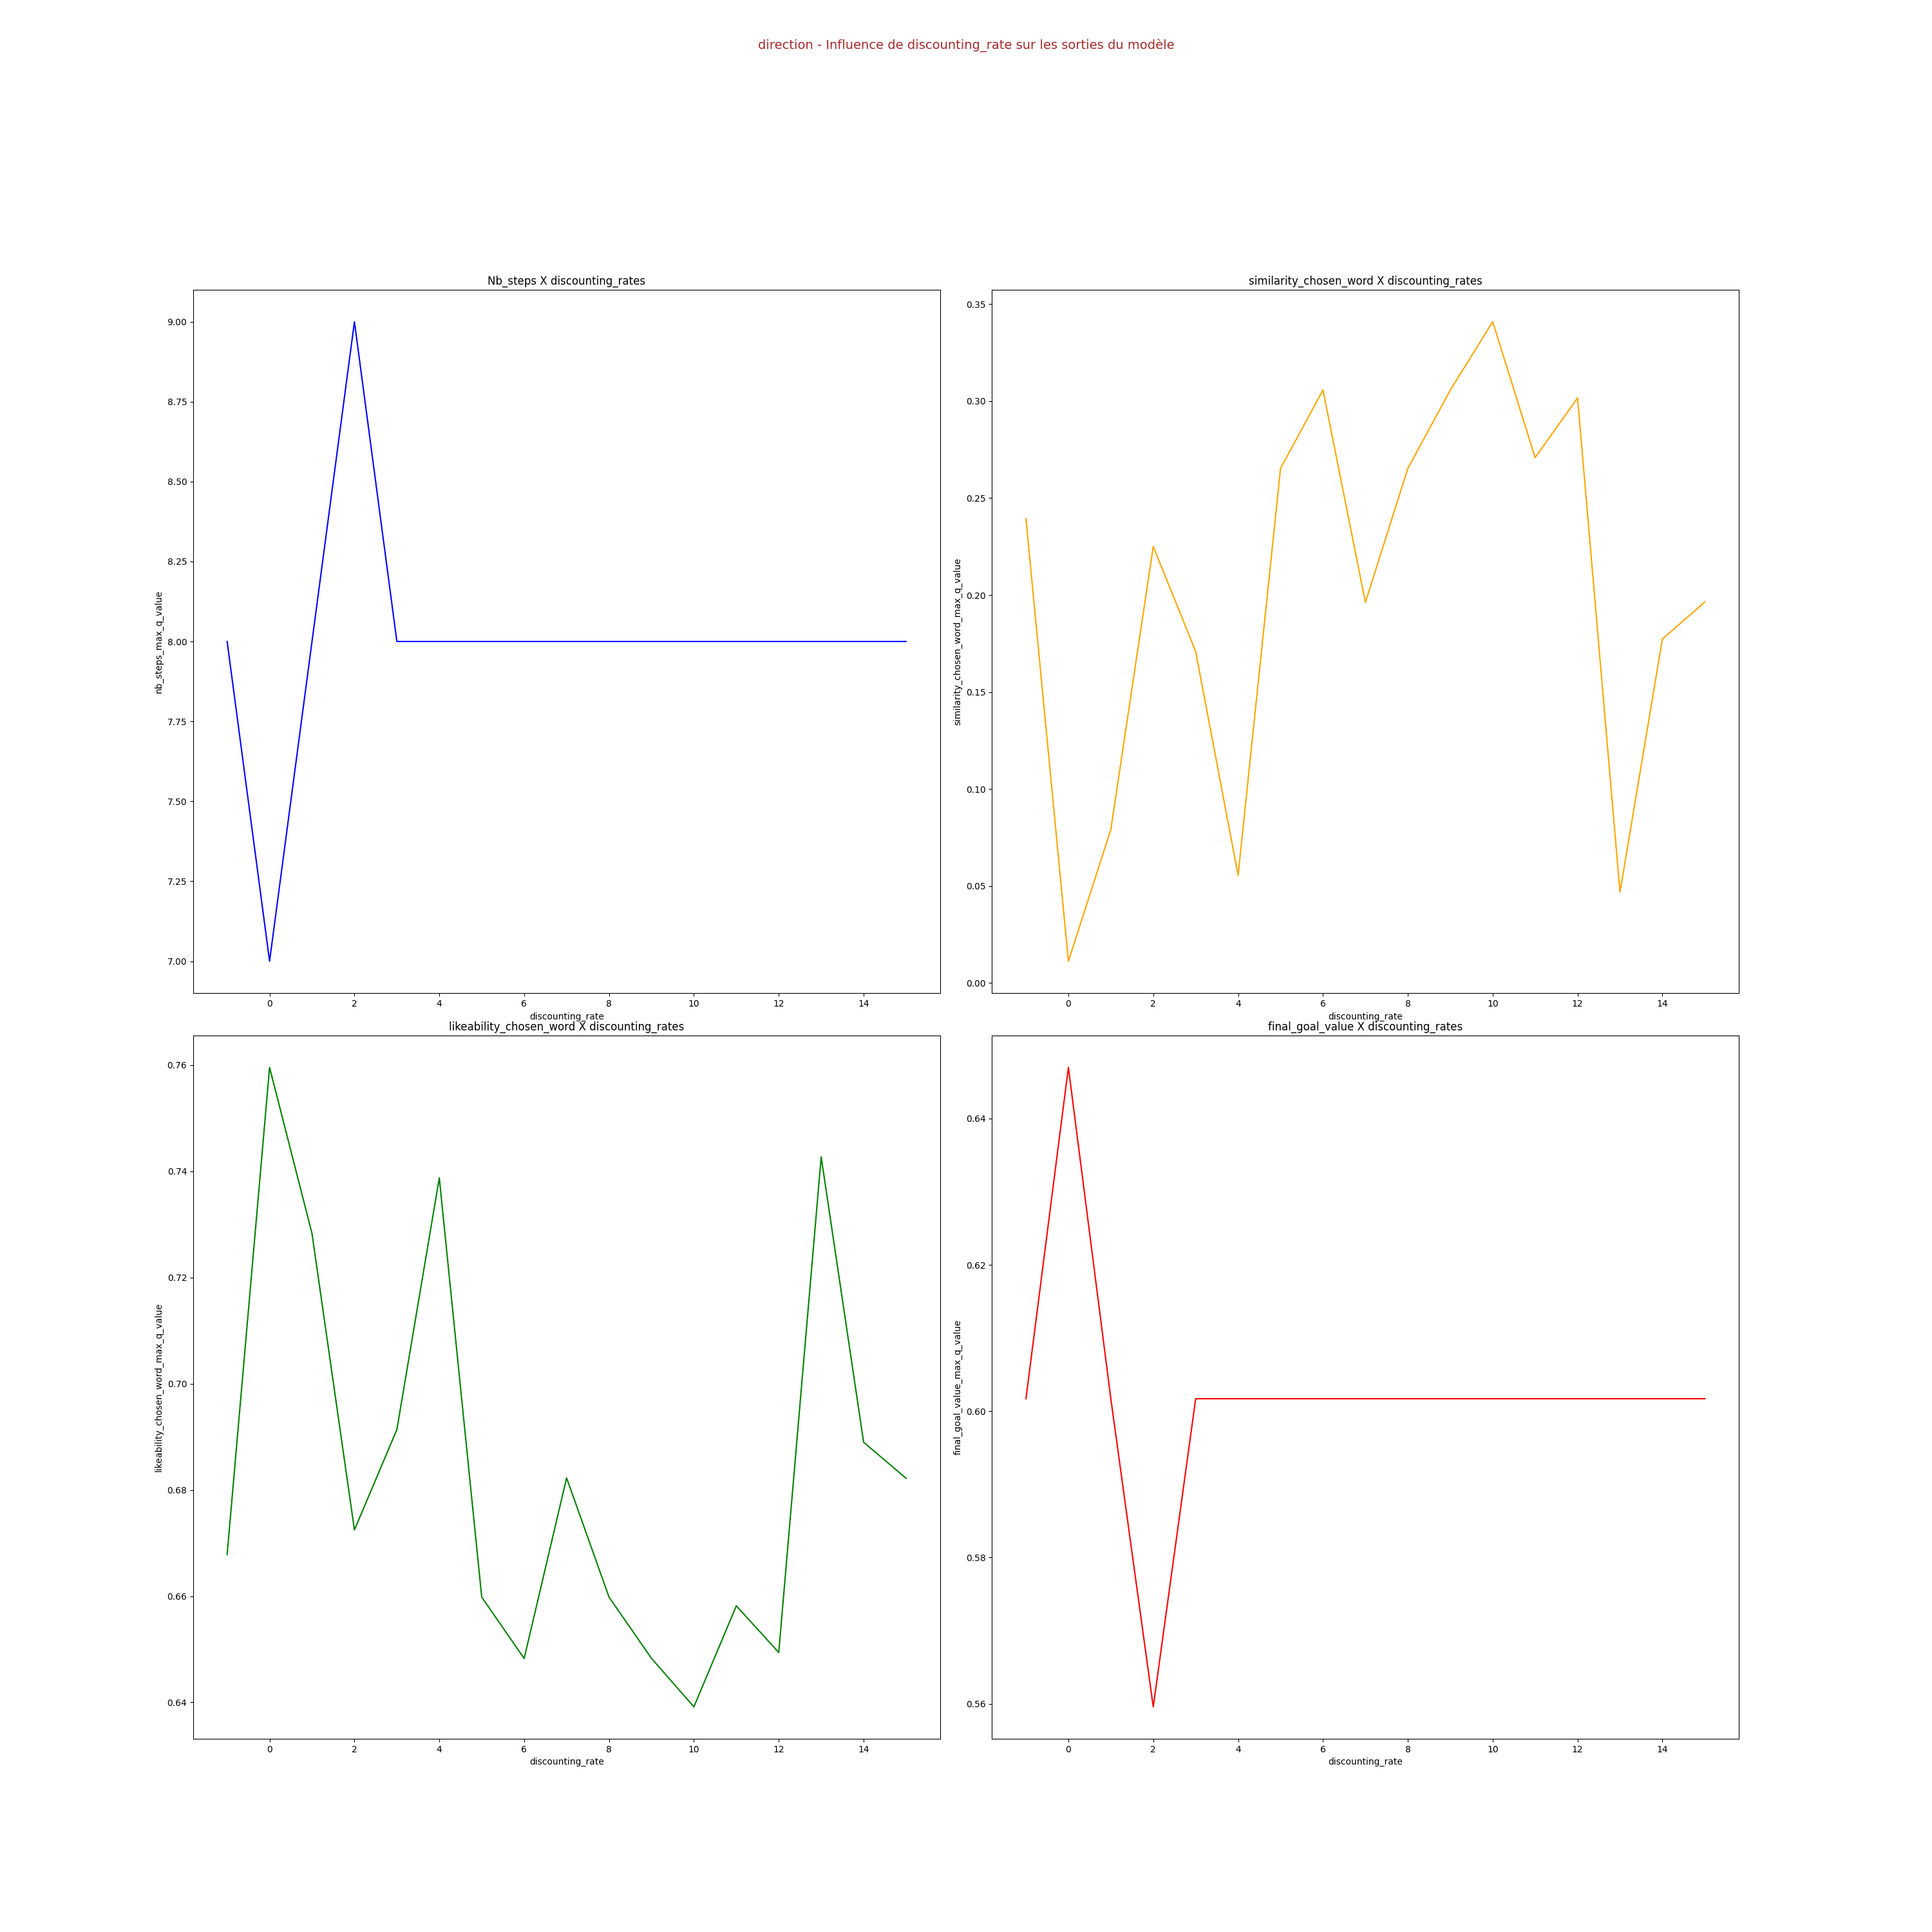 direction - Influence de discounting_rate sur les sorties du modèle
Nb_steps X discounting_rates
9.00
8.75
8.50
8.25
8.00
7.75
7.50
7.25
7.00
nb_steps_max_q_value
0 2 4 6 8 10 12 14
discounting_rate
similarity_chosen_word X discounting_rates
0.35
0.30
0.25
0.20
0.15
0.10
0.05
0.00
similarity_chosen_word_max_q_value
0 2 4 6 8 10 12 14
discounting_rate
likeability_chosen_word X discounting_rates
0.76
0.74
0.72
0.70
0.68
0.66
0.64
likeability_chosen_word_max_q_value
0 2 4 6 8 10 12 14
discounting_rate
final_goal_value X discounting_rates
0.64
0.62
0.60
0.58
0.56
final_goal_value_max_q_value
0 2 4 6 8 10 12 14
discounting_rate